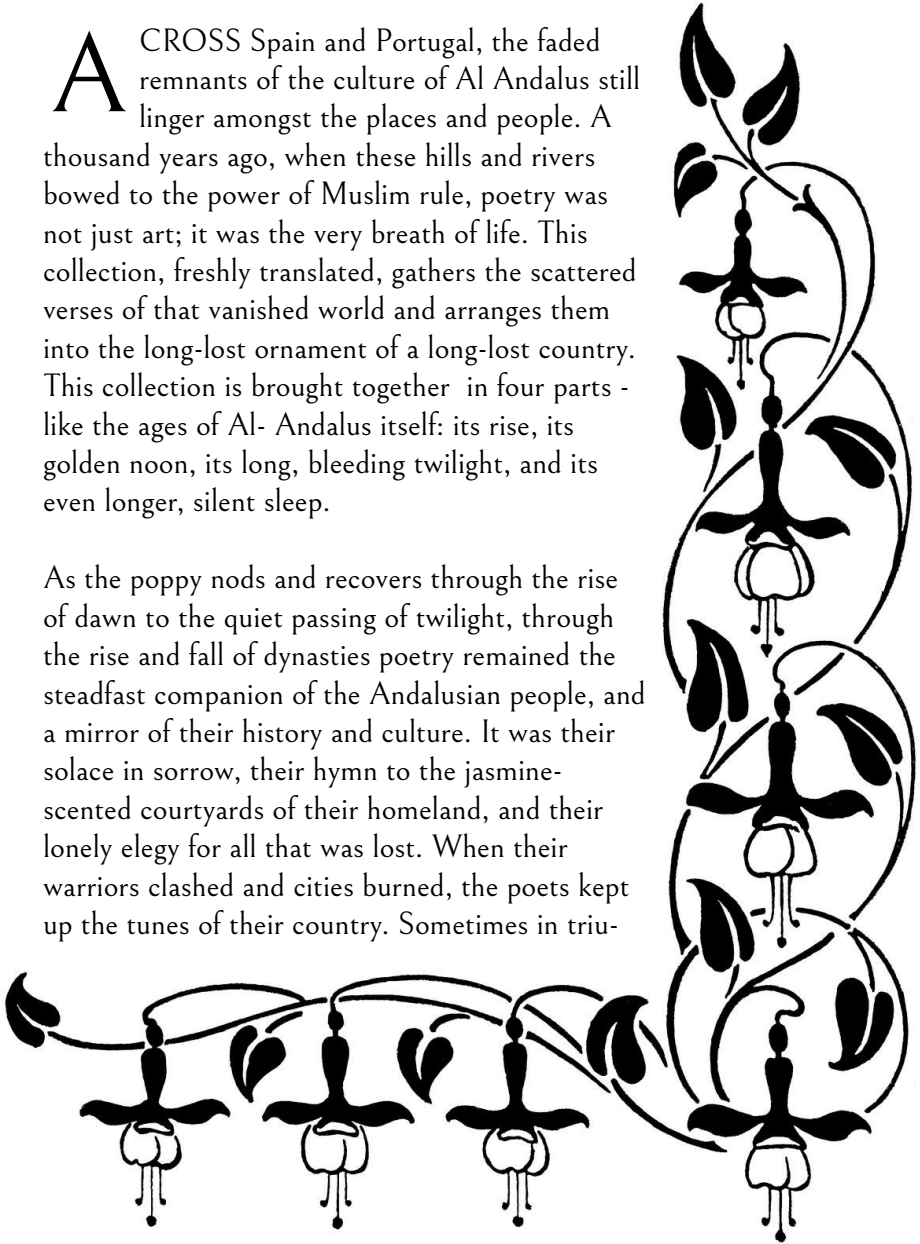 ACROSS Spain and Portugal, the faded
remnants of the culture of Al Andalus still
linger amongst the places and people. A
thousand years ago, when these hills and rivers
bowed to the power of Muslim rule, poetry was
not just art; it was the very breath of life. This
collection, freshly translated, gathers the scattered
verses of that vanished world and arranges them
into the long-lost ornament of a long-lost country.
This collection is brought together  in four parts -
like the ages of Al- Andalus itself: its rise, its
golden noon, its long, bleeding twilight, and its
even longer, silent sleep.

As the poppy nods and recovers through the rise
of dawn to the quiet passing of twilight, through
the rise and fall of dynasties poetry remained the
steadfast companion of the Andalusian people, and
a mirror of their history and culture. It was their
solace in sorrow, their hymn to the jasmine-
scented courtyards of their homeland, and their
lonely elegy for all that was lost. When their
warriors clashed and cities burned, the poets kept
up the tunes of their country. Sometimes in triu-